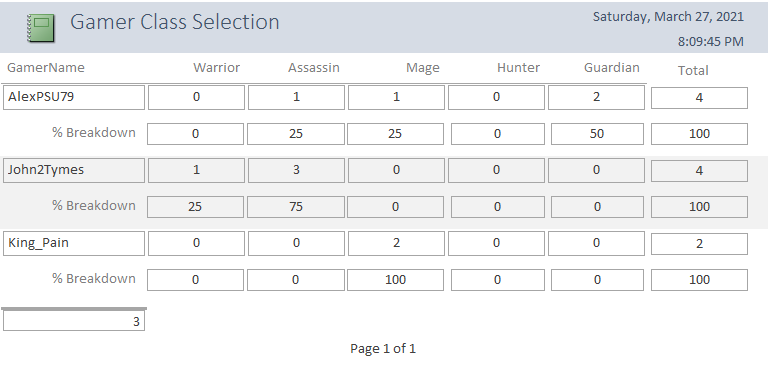 Gamer Class Selection
Saturday, March 27, 2021
8:09:45 PM
GamerName Warrior Assassin Mage Hunter Guardian Total
AlexPSU79 0 1 1 0 2 4
% Breakdown 0 25 25 0 50 100
John2Tymes 1 3 0 0 0 4
% Breakdown 25 75 0 0 0 100
King_Pain 0 0 2 0 0 2
% Breakdown 0 0 100 0 0 100
3
Page 1 of 1